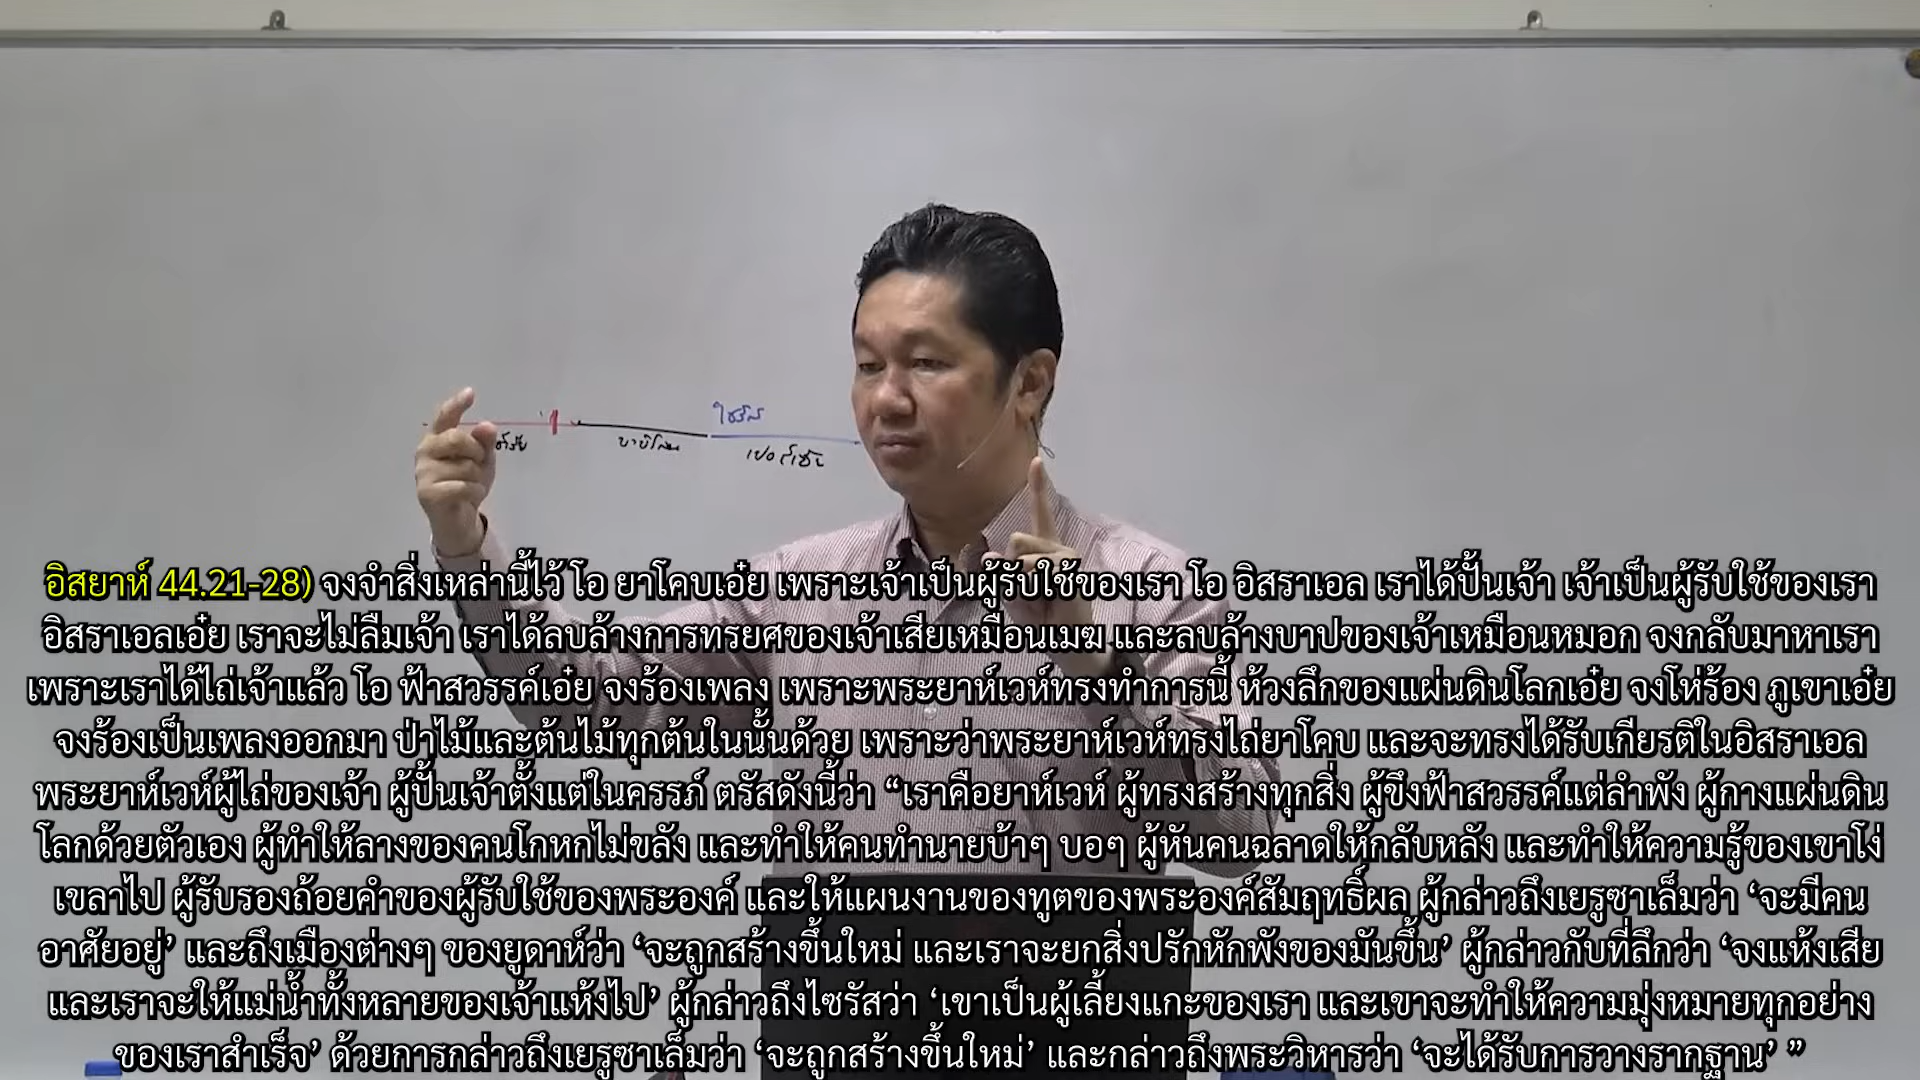 ไซรัส
บาบิโลน
เปอร์เซีย
อิสยาห์ 44.21-28) จงจำสิ่งเหล่านี้ไว้ โอ ยาโคบเอ๋ย เพราะเจ้าเป็นผู้รับใช้ของเรา โอ อิสราเอล เราได้ปั้นเจ้า เจ้าเป็นผู้รับใช้ของเรา
อิสราเอลเอ๋ย เราจะไม่ลืมเจ้า เราได้ลบล้างการทรยศของเจ้าเสียเหมือนเมฆ และลบล้างบาปของเจ้าเหมือนหมอก จงกลับมาหาเรา
เพราะเราได้ไถ่เจ้าแล้ว โอ ฟ้าสวรรค์เอ๋ย จงร้องเพลง เพราะพระยาห์เวห์ทรงทำการนี้ ห้วงลึกของแผ่นดินโลกเอ๋ย จงโห่ร้อง ภูเขาเอ๋ย
จงร้องเป็นเพลงออกมา ป่าไม้และต้นไม้ทุกต้นในนั้นด้วย เพราะว่าพระยาห์เวห์ทรงไถ่ยาโคบ และจะทรงได้รับเกียรติในอิสราเอล
พระยาห์เวห์ผู้ไถ่ของเจ้า ผู้ปั้นเจ้าตั้งแต่ในครรภ์ ตรัสดังนี้ว่า “เราคือยาห์เวห์ ผู้ทรงสร้างทุกสิ่ง ผู้ขึงฟ้าสวรรค์แต่ลำพัง ผู้กางแผ่นดิน
โลกด้วยตัวเอง ผู้ทำให้ลางของคนโกหกไม่ขลัง และทำให้คนทำนายบ้าๆ บอๆ ผู้หันคนฉลาดให้กลับหลัง และทำให้ความรู้ของเขาโง่
เขลาไป ผู้รับรองถ้อยคำของผู้รับใช้ของพระองค์ และให้แผนงานของทูตของพระองค์สัมฤทธิ์ผล ผู้กล่าวถึงเยรูซาเล็มว่า ‘จะมีคน
อาศัยอยู่’ และถึงเมืองต่างๆ ของยูดาห์ว่า ‘จะถูกสร้างขึ้นใหม่ และเราจะยกสิ่งปรักหักพังของมันขึ้น’ ผู้กล่าวกับที่ลึกว่า ‘จงแห้งเสีย
และเราจะให้แม่น้ำทั้งหลายของเจ้าแห้งไป’ ผู้กล่าวถึงไซรัสว่า ‘เขาเป็นผู้เลี้ยงแกะของเรา และเขาจะทำให้ความมุ่งหมายทุกอย่าง
ของเราสำเร็จ’ ด้วยการกล่าวถึงเยรูซาเล็มว่า ‘จะถูกสร้างขึ้นใหม่’ และกล่าวถึงพระวิหารว่า ‘จะได้รับการวางรากฐาน’ ”